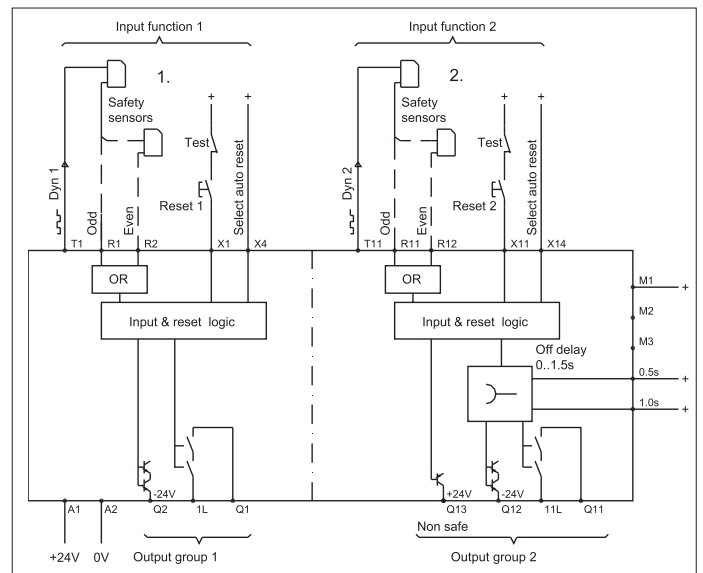 Input function 1
Input function 2
1.
2.
Safety
sensors
Safety
sensors
+ +
+ +
Test
Test
Select auto reset
Select auto reset
Dyn 1
Dyn 2
Reset 1
Reset 2
Odd
Even
Odd
Even
T1 R1 R2 X1 X4
T11 R11 R12 X11 X14
OR
OR
M1 +
Input & reset logic
Input & reset logic
M2
M3
Off delay
0..1.5s
0.5s +
1.0s +
-24V
+24V -24V
A1 A2 Q2 1L Q1
Q13 Q12 11L Q11
Non safe
+24V 0V
Output group 1
Output group 2